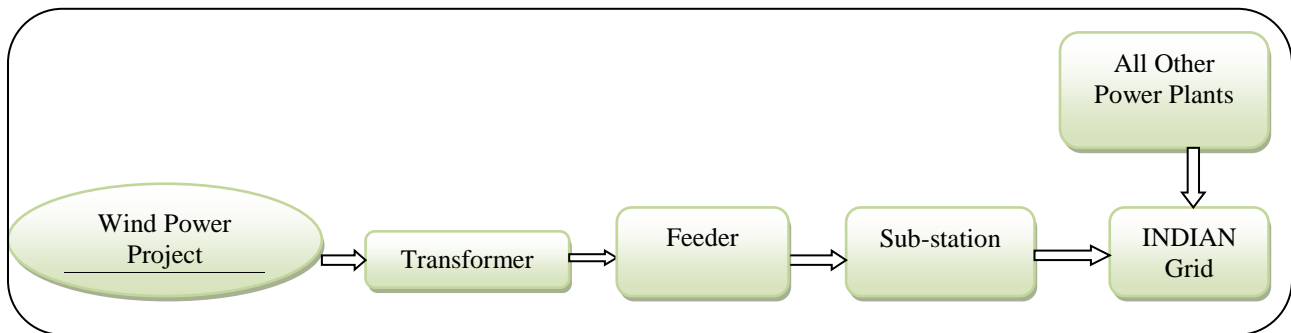 All Other
Power Plants
Wind Power
Project
Transformer
Feeder
Sub-station
INDIAN
Grid